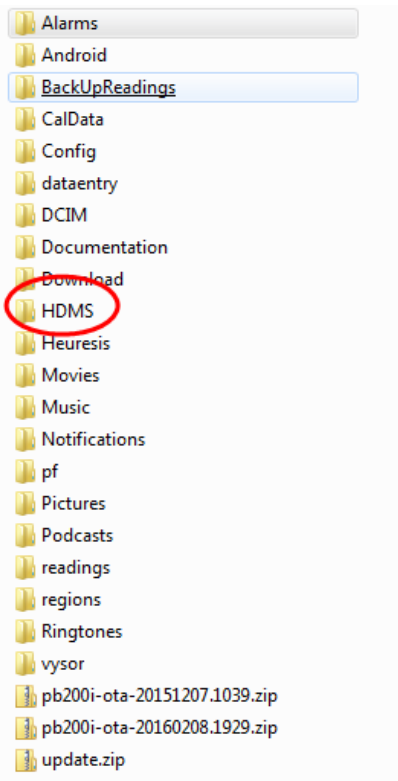 Alarms
Android
BackUpReadings
CalData
Config
dataentry
DCIM
Documentation
Download
HDMS
Heuresis
Movies
Music
Notifications
pf
Pictures
Podcasts
readings
regions
Ringtones
vysor
pb200i-ota-20151207.1039.zip
pb200i-ota-20160208.1929.zip
update.zip